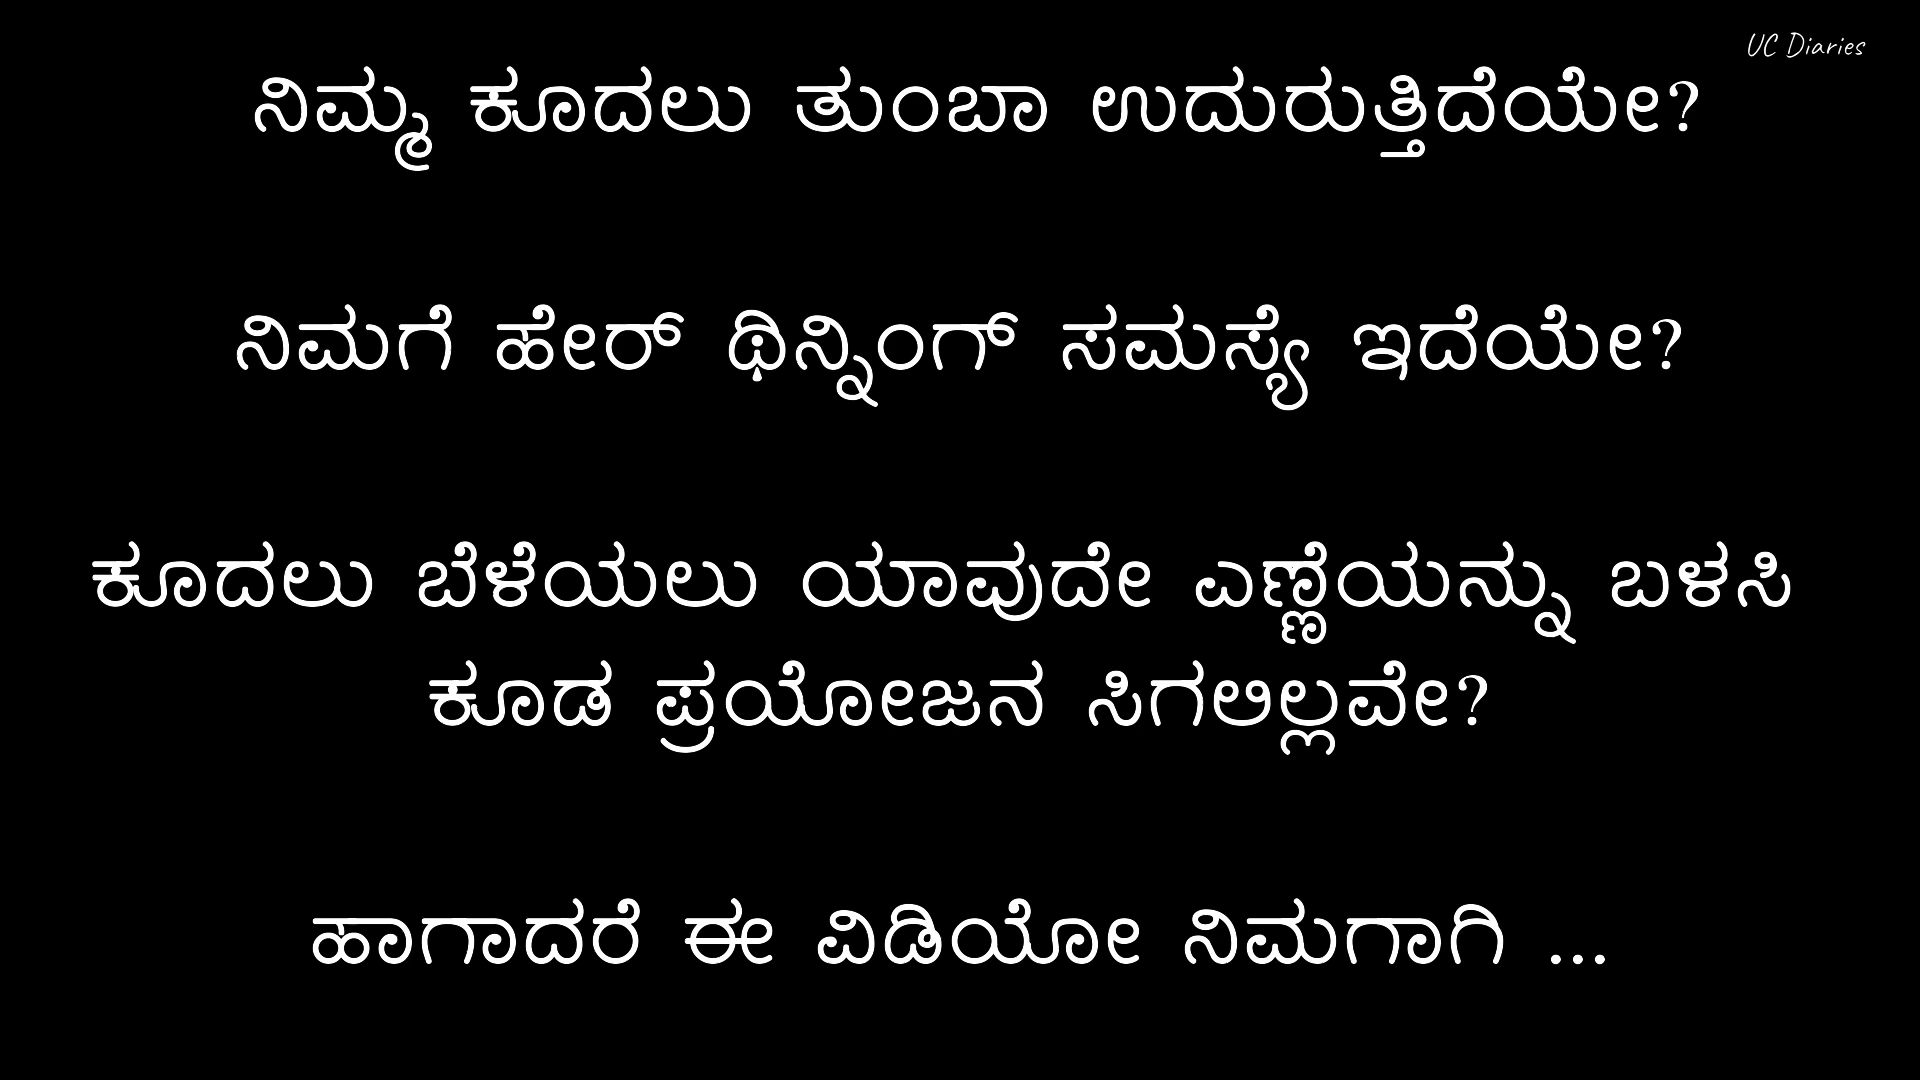 UC Diaries
ನಿಮ್ಮ ಕೂದಲು ತುಂಬಾ ಉದುರುತ್ತಿದೆಯೇ?
ನಿಮಗೆ ಹೇರ್ ಥಿನ್ನಿಂಗ್ ಸಮಸ್ಯೆ ಇದೆಯೇ?
ಕೂದಲು ಬೆಳೆಯಲು ಯಾವುದೇ ಎಣ್ಣೆಯನ್ನು ಬಳಸಿ
ಕೂಡ ಪ್ರಯೋಜನ ಸಿಗಲಿಲ್ಲವೇ?
ಹಾಗಾದರೆ ಈ ವಿಡಿಯೋ ನಿಮಗಾಗಿ ...